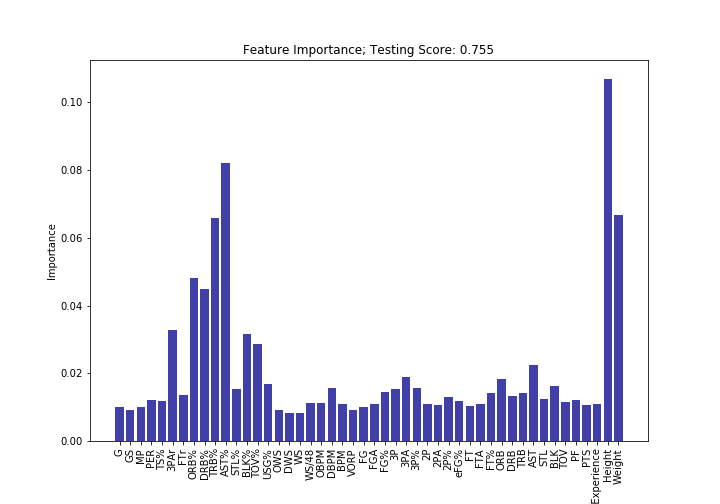 Feature Importance; Testing Score: 0.755
Importance
0.10
0.08
0.06
0.04
0.02
0.00
G
GS
MP
PER
TS%
3PAr
FTr
ORB%
DRB%
TRB%
AST%
STL%
BLK%
TOV%
USG%
OWS
DWS
WS
WS/48
OBPM
DBPM
BPM
VORP
FG
FGA
FG%
3P
3PA
3P%
2P
2PA
2P%
eFG%
FT
FTA
FT%
ORB
DRB
TRB
AST
STL
BLK
TOV
PF
PTS
Experience
Height
Weight